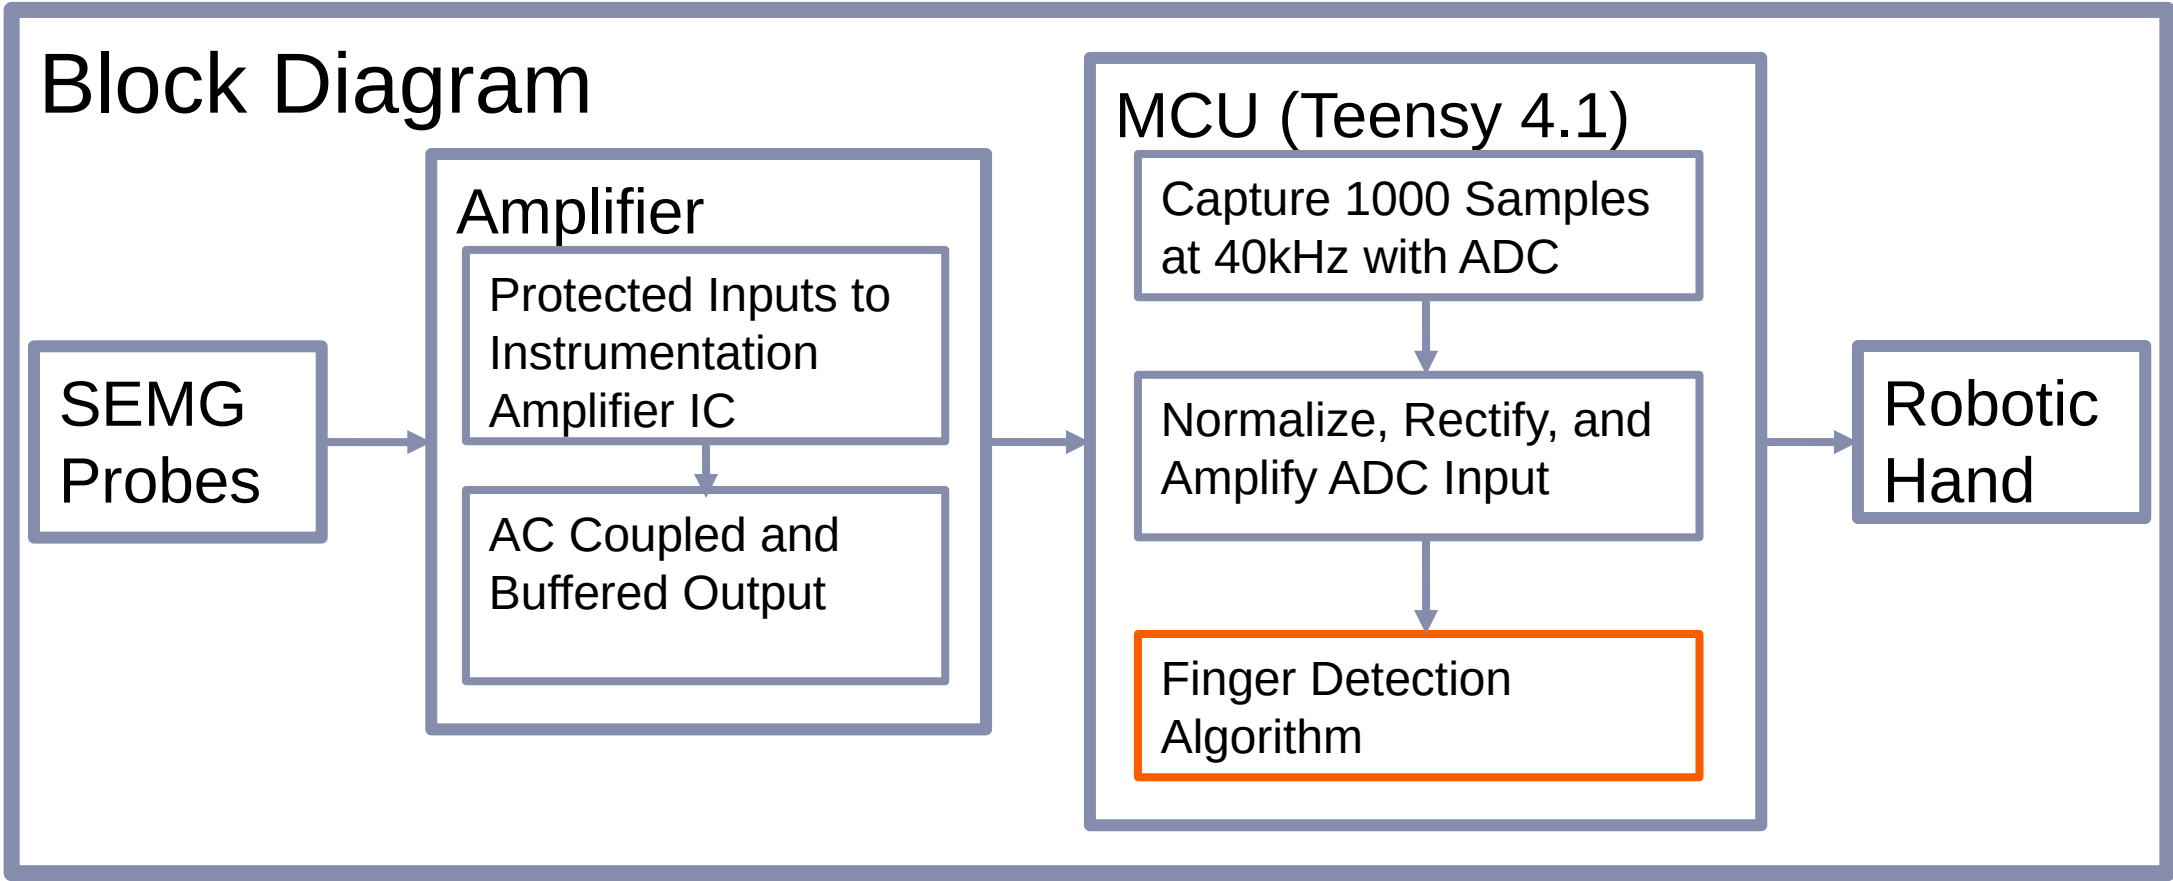 Block Diagram
SEMG
Probes
Amplifier
Protected Inputs to
Instrumentation
Amplifier IC
AC Coupled and
Buffered Output
MCU (Teensy 4.1)
Capture 1000 Samples
at 40kHz with ADC
Normalize, Rectify, and
Amplify ADC Input
Finger Detection
Algorithm
Robotic
Hand